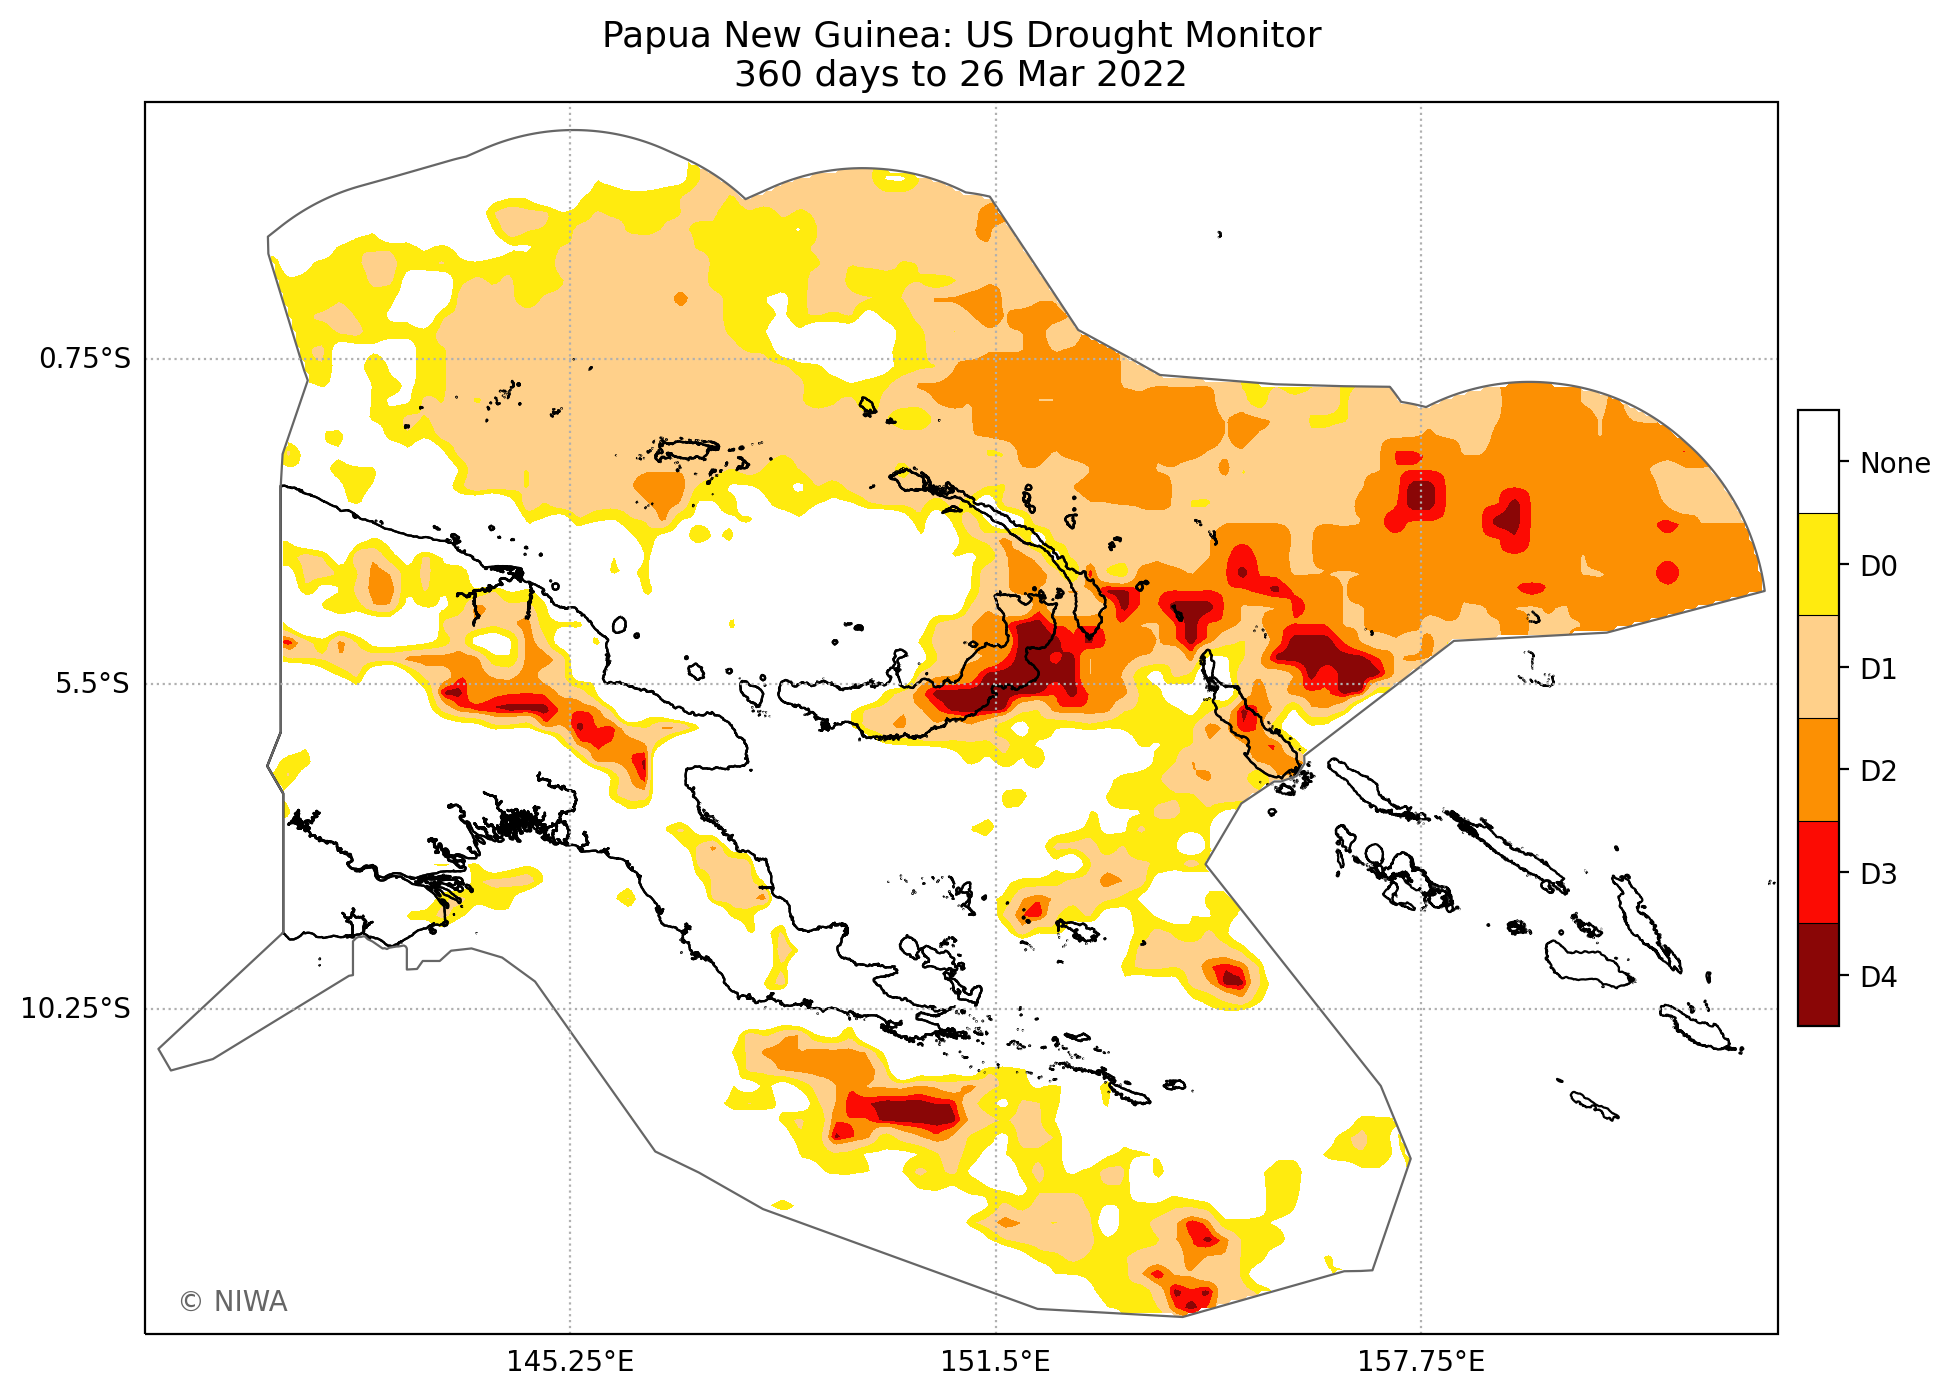 Papua New Guinea: US Drought Monitor
360 days to 26 Mar 2022
0.75°S
5.5°S
10.25°S
145.25°E
151.5°E
157.75°E
None
D0
D1
D2
D3
D4
© NIWA